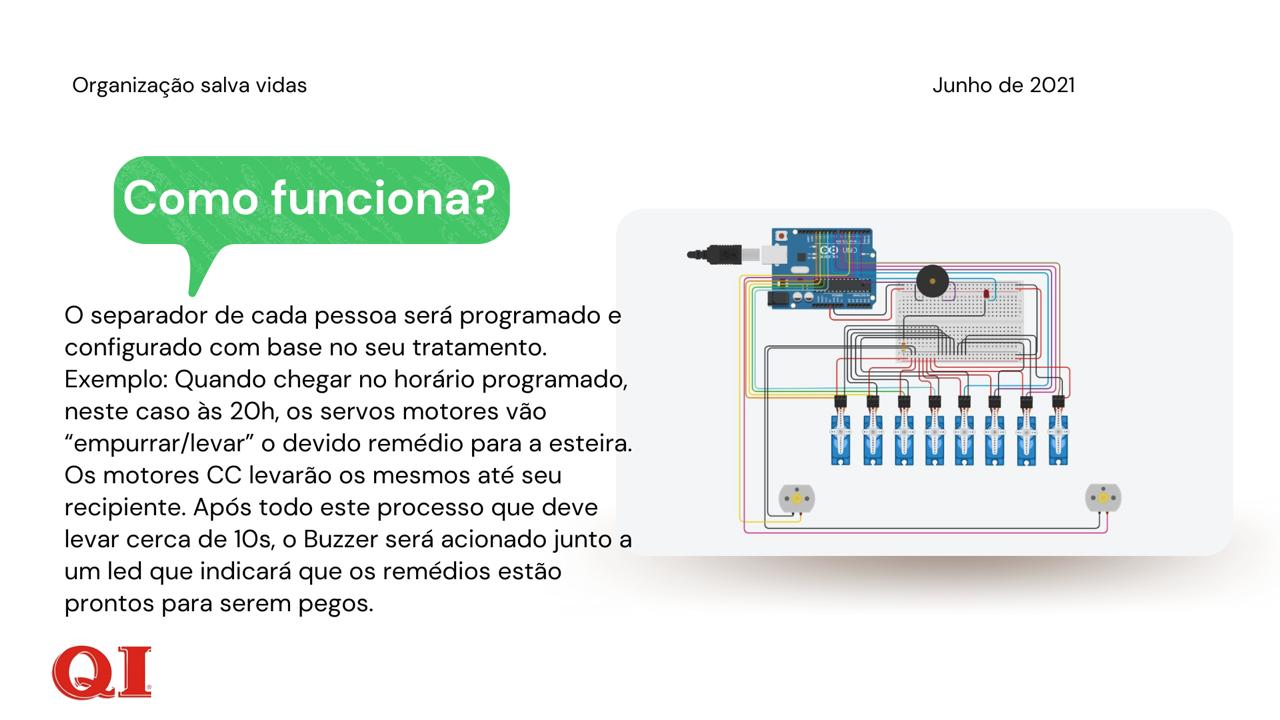 Organização salva vidas
Junho de 2021
Como funciona?
O separador de cada pessoa será programado e
configurado com base no seu tratamento.
Exemplo: Quando chegar no horário programado,
neste caso às 20h, os servos motores vão
“empurrar/levar” o devido remédio para a esteira.
Os motores CC levarão os mesmos até seu
recipiente. Após todo este processo que deve
levar cerca de 10s, o Buzzer será acionado junto a
um led que indicará que os remédios estão
prontos para serem pegos.
QI